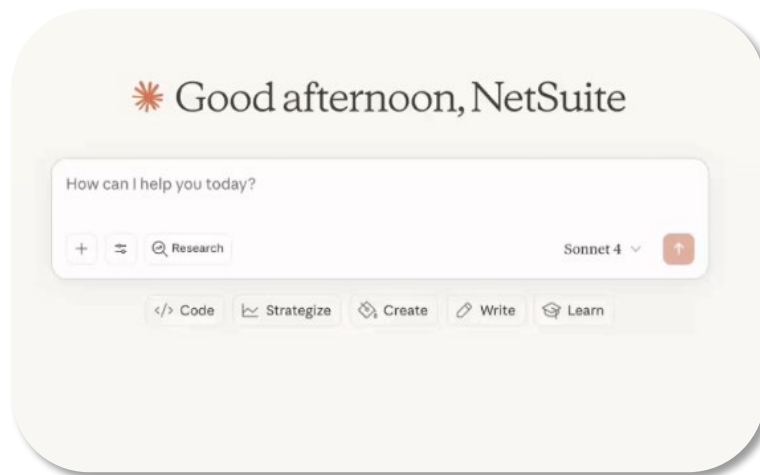 Good afternoon, NetSuite
How can I help you today?
Research
Sonnet 4
</> Code
Strategize
Create
Write
Learn